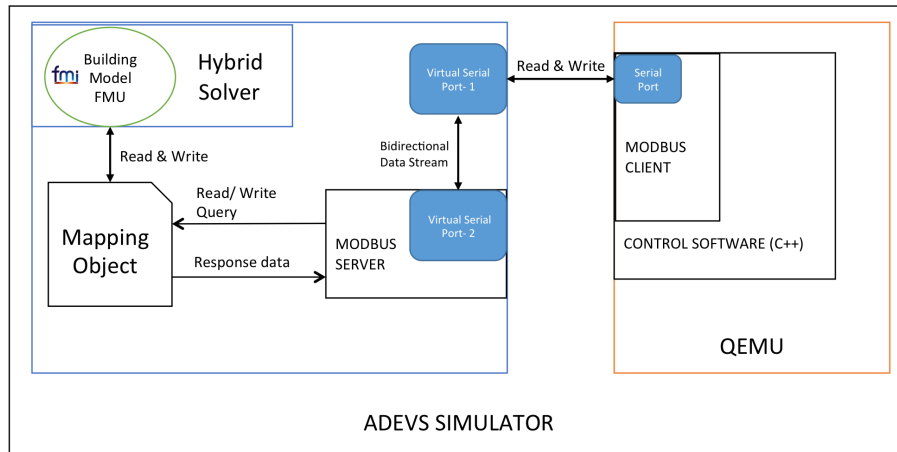 fmi
Building
Model
FMU
Hybrid
Solver
Virtual Serial
Port- 1
Read & Write
Serial
Port
Read & Write
Bidirectional
Data Stream
MODBUS
CLIENT
Mapping
Object
Read/ Write
Query
Response data
MODBUS
SERVER
Virtual Serial
Port- 2
CONTROL SOFTWARE (C++)
QEMU
ADEVS SIMULATOR